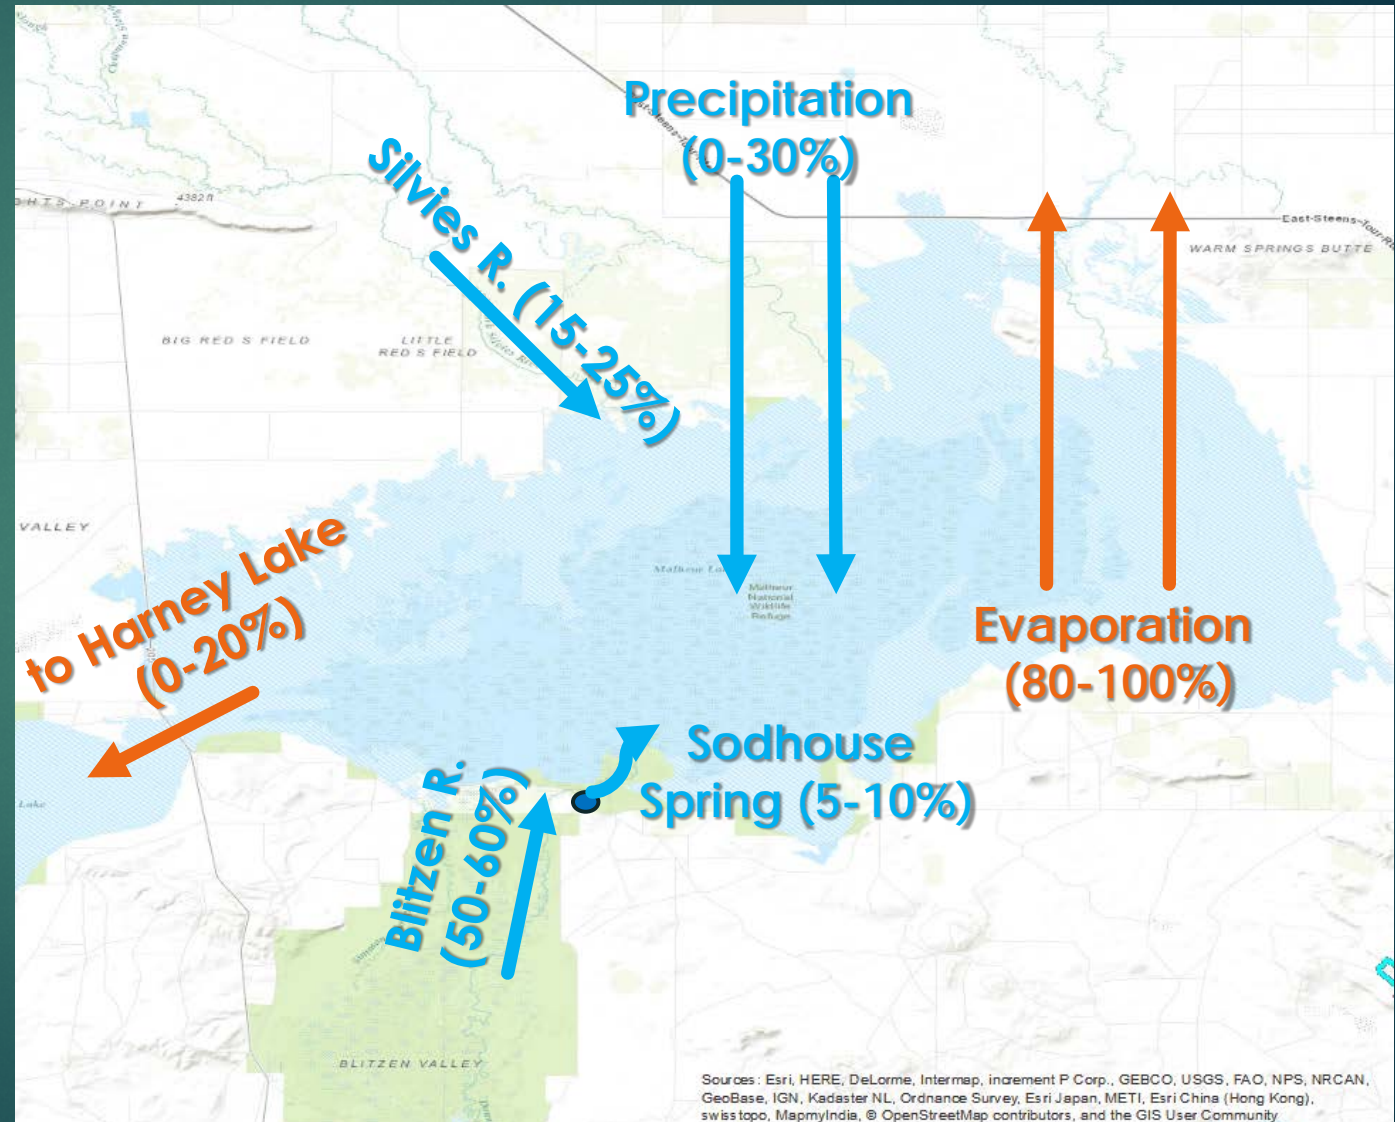 Precipitation
(0-30%)
Silvies R. (15-25%)
4382 ft
East-Steens-Tour-Ro
WARM SPRINGS BUTTE
BIG RED S FIELD
LITTLE
RED S FIELD
VALLEY
to Harney Lake
(0-20%)
Malheur Lake
Malheur
National
Wildlife
Refuge
Evaporation
(80-100%)
Sodhouse
Spring (5-10%)
Lake
Blitzen R.
(50-60%)
BLITZEN VALLEY
Sources: Esri, HERE, DeLorme, Intermap, increment P Corp., GEBCO, USGS, FAO, NPS, NRCAN,
GeoBase, IGN, Kadaster NL, Ordnance Survey, Esri Japan, METI, Esri China (Hong Kong),
swisstopo, MapmyIndia, © OpenStreetMap contributors, and the GIS User Community